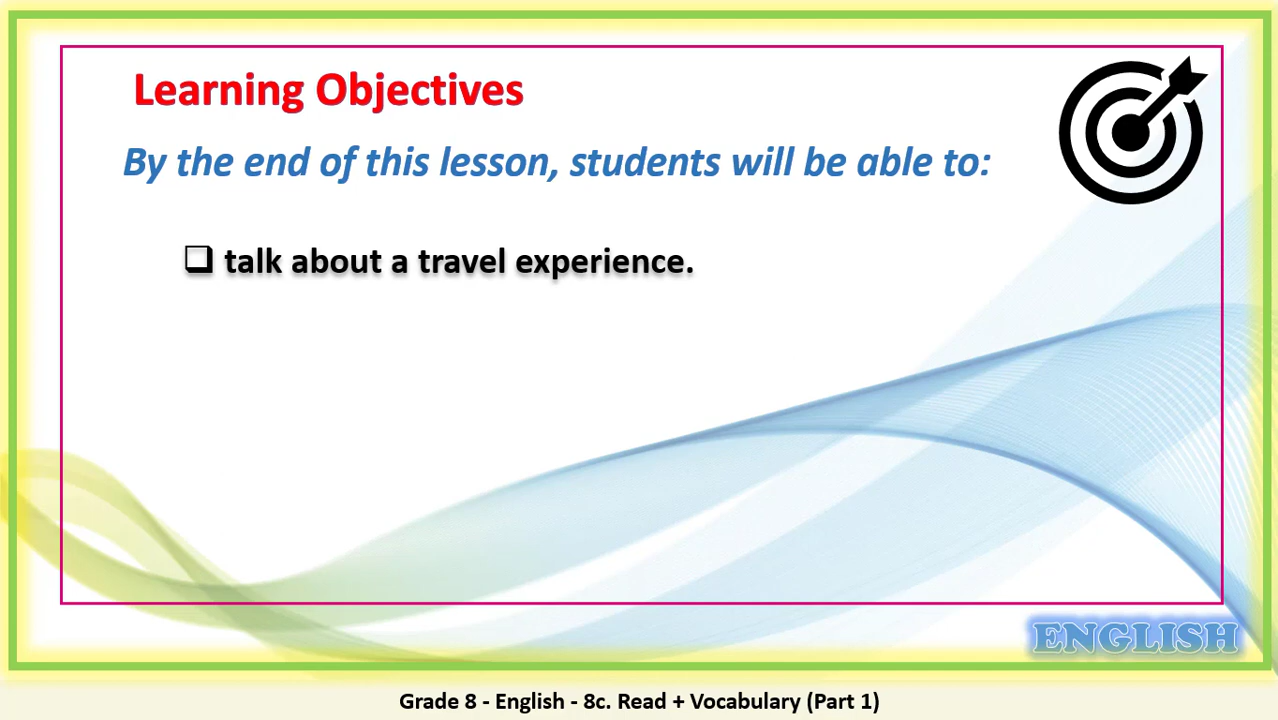 Learning Objectives
By the end of this lesson, students will be able to:
❑ talk about a travel experience.
ENGLISH
Grade 8 - English - 8c. Read + Vocabulary (Part 1)